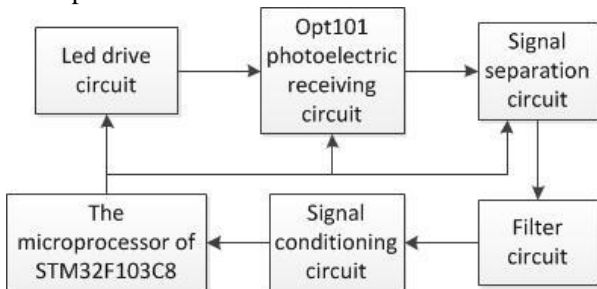 Led drive
circuit
Opt101
photoelectric
receiving
circuit
Signal
separation
circuit
The
microprocessor of
STM32F103C8
Signal
conditioning
circuit
Filter
circuit